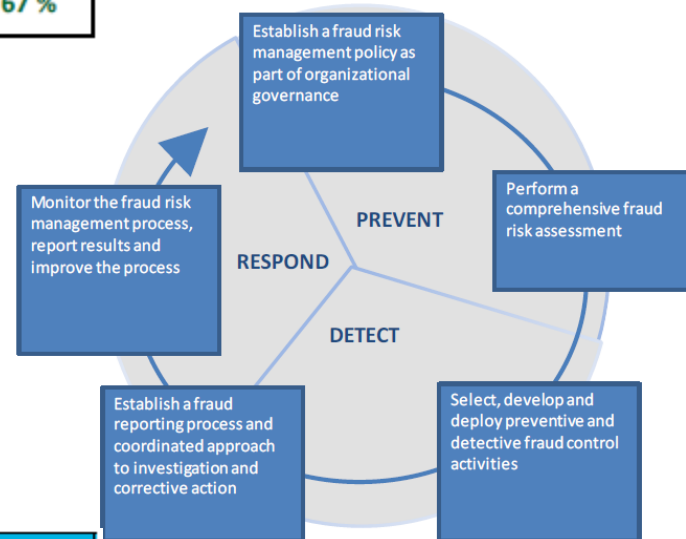 67 %
Establish a fraud risk
management policy as
part of organizational
governance
Perform a
comprehensive fraud
risk assessment
PREVENT
Monitor the fraud risk
management process,
report results and
improve the process
RESPOND
DETECT
Select, develop and
deploy preventive and
detective fraud control
activities
Establish a fraud
reporting process and
coordinated approach
to investigation and
corrective action